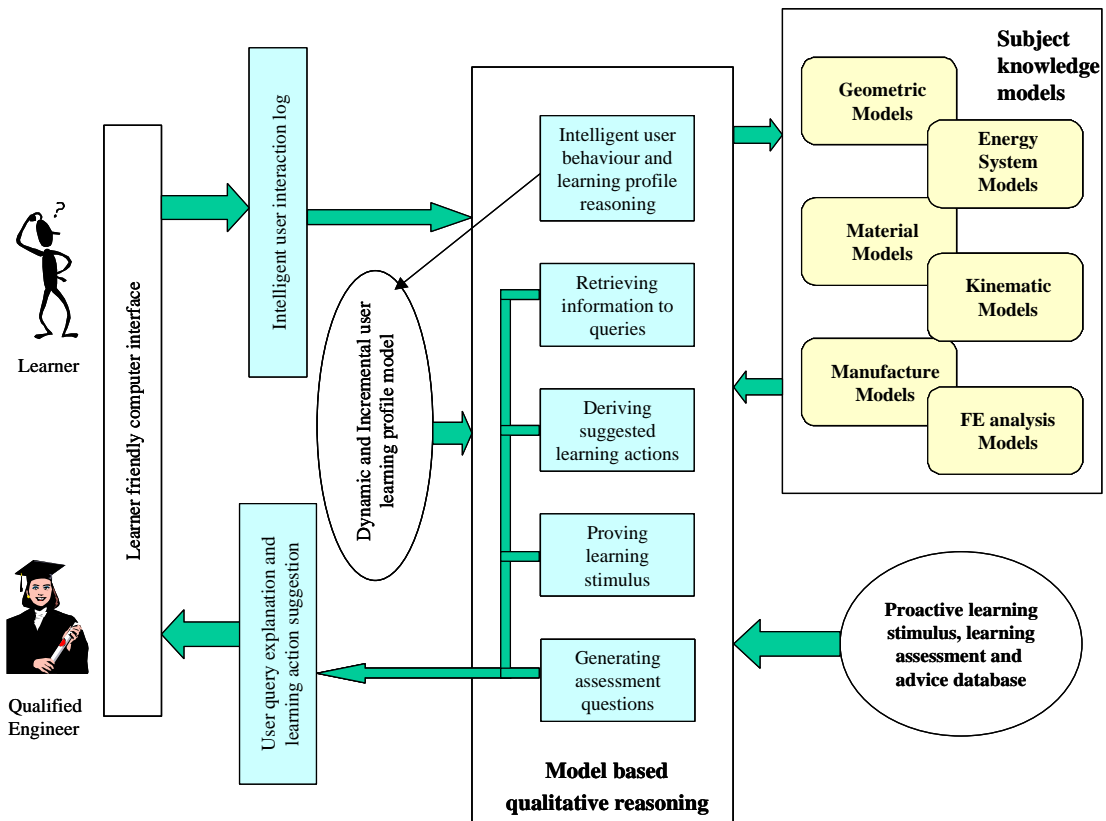 ?
Learner
Qualified
Engineer
Learner friendly computer interface
Intelligent user interaction log
User query explanation and
learning action suggestion
Dynamic and Incremental user
learning profile model
Intelligent user
behaviour and
learning profile
reasoning
Retrieving
information to
queries
Deriving
suggested
learning actions
Proving
learning
stimulus
Generating
assessment
questions
Model based
qualitative reasoning
Subject
knowledge
models
Geometric
Models
Energy
System
Models
Material
Models
Kinematic
Models
Manufacture
Models
FE analysis
Models
Proactive learning
stimulus, learning
assessment and
advice database